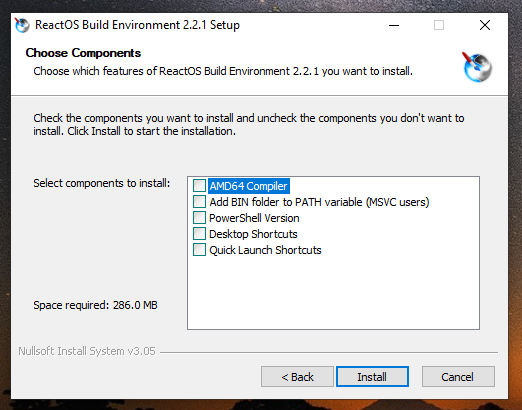 ReactOS Build Environment 2.2.1 Setup
Choose Components
Choose which features of ReactOS Build Environment 2.2.1 you want to install.
Check the components you want to install and uncheck the components you don't want to
install. Click Install to start the installation.
Select components to install:
AMD64 Compiler
Add BIN folder to PATH variable (MSVC users)
PowerShell Version
Desktop Shortcuts
Quick Launch Shortcuts
Space required: 286.0 MB
Nullsoft Install System v3.05
< Back
Install
Cancel